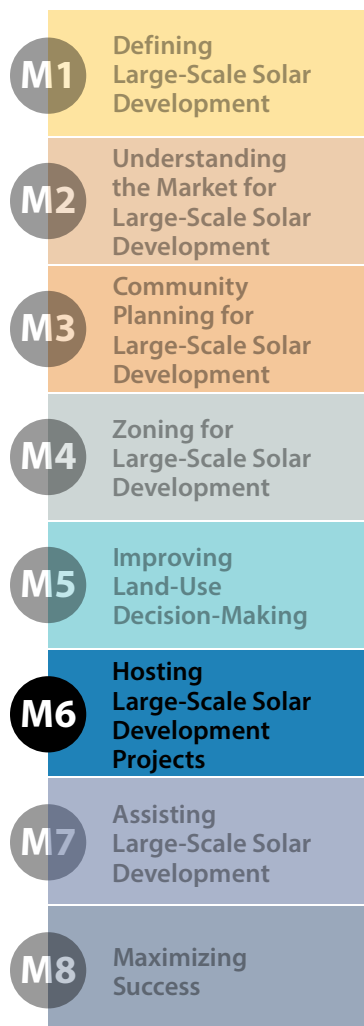 M1
Defining
Large-Scale Solar
Development
M2
Understanding
the Market for
Large-Scale Solar
Development
M3
Community
Planning for
Large-Scale Solar
Development
M4
Zoning for
Large-Scale Solar
Development
M5
Improving
Land-Use
Decision-Making
M6
Hosting
Large-Scale Solar
Development
Projects
M7
Assisting
Large-Scale Solar
Development
M8
Maximizing
Success